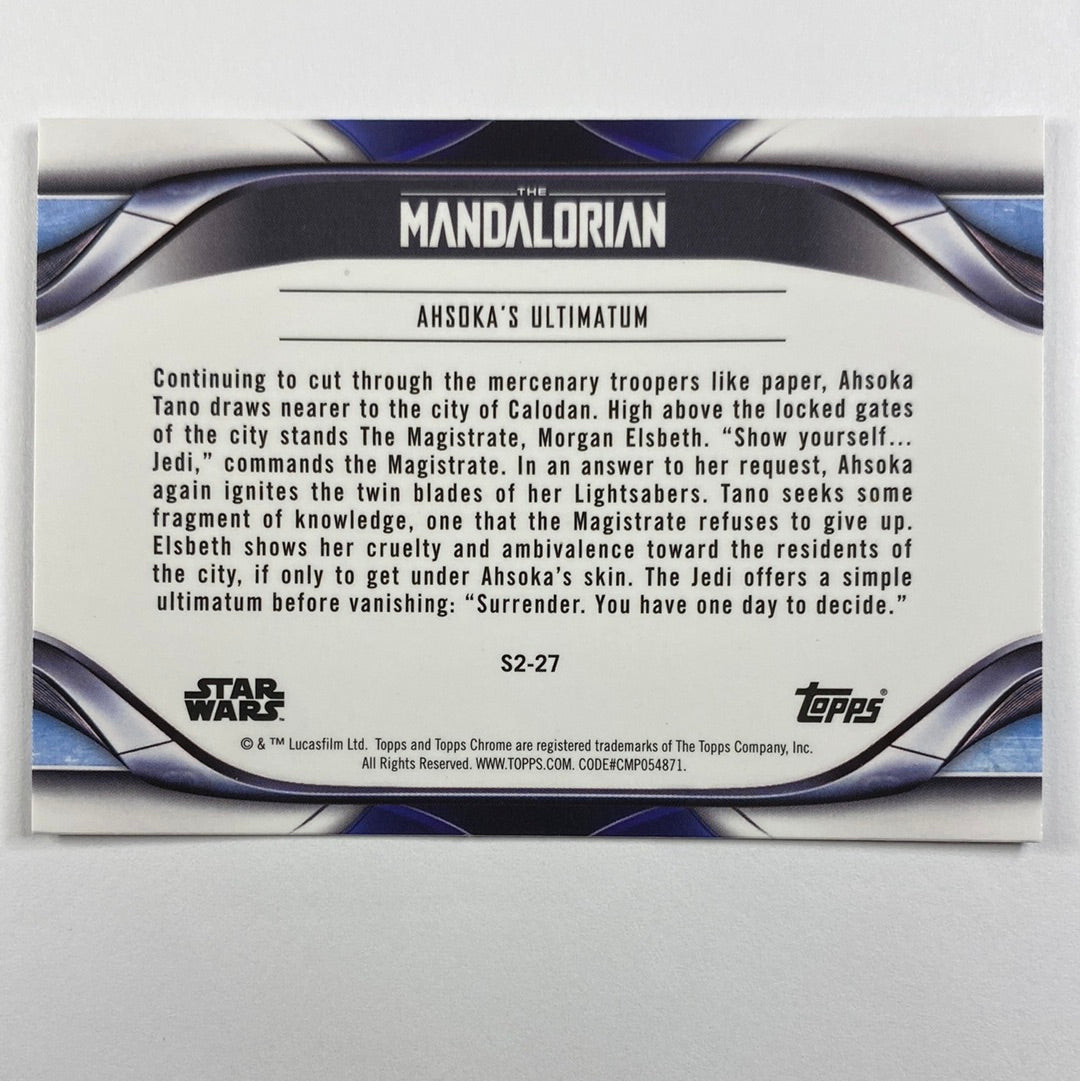 THE
MANDALORIAN
AHSOKA'S ULTIMATUM
Continuing to cut through the mercenary troopers like paper, Ahsoka
Tano draws nearer to the city of Calodan. High above the locked gates
of the city stands The Magistrate, Morgan Elsbeth. “Show yourself...
Jedi,” commands the Magistrate. In an answer to her request, Ahsoka
again ignites the twin blades of her Lightsabers. Tano seeks some
fragment of knowledge, one that the Magistrate refuses to give up.
Elsbeth shows her cruelty and ambivalence toward the residents of
the city, if only to get under Ahsoka’s skin. The Jedi offers a simple
ultimatum before vanishing: “Surrender. You have one day to decide.”
S2-27
STAR
WARS™
Topps®
© & ™ Lucasfilm Ltd. Topps and Topps Chrome are registered trademarks of The Topps Company, Inc.
All Rights Reserved. WWW.TOPPS.COM. CODE#CMP054871.